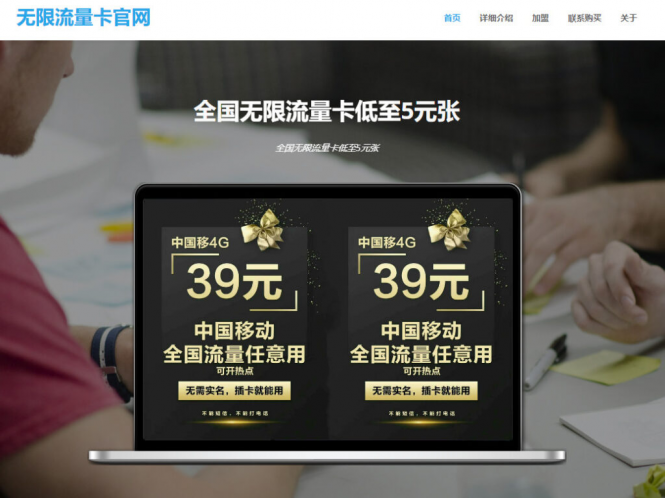 无限流量卡官网
首页 详细介绍 加盟 联系购买 关于
全国无限流量卡低至5元张
全国无限流量卡低至5元张
中国移4G
39元
中国移动
全国流量任意用
可开热点
无需实名，插卡就能用
不能短信，不能打电话
中国移4G
39元
中国移动
全国流量任意用
可开热点
无需实名，插卡就能用
不能短信，不能打电话